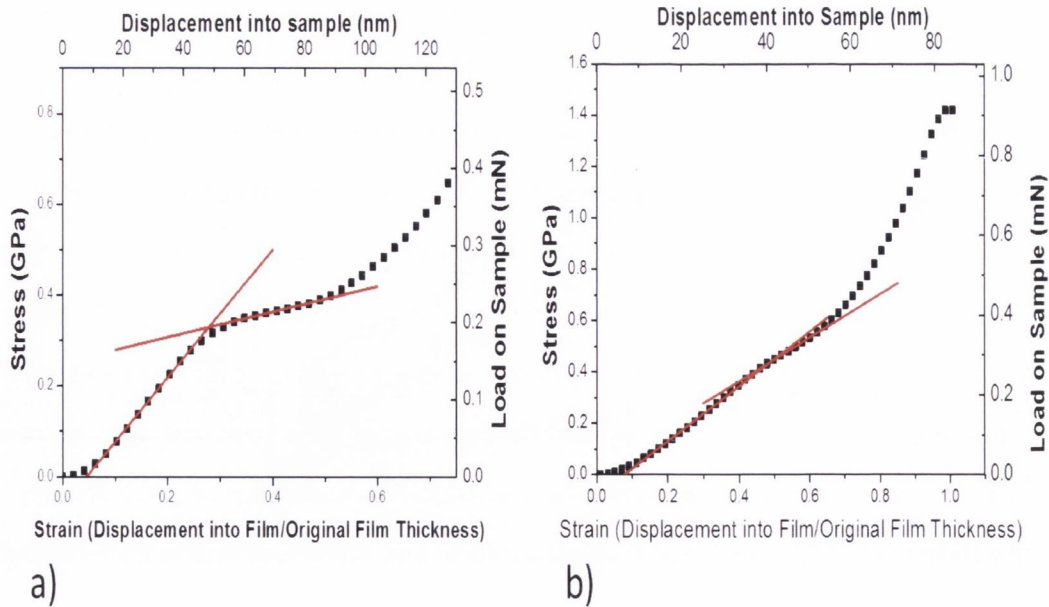 Displacement into sample (nm)
0 20 40 60 80 100 120
0.8
0.6
0.4
0.2
0.0
Stress (GPa)
0.5
0.4
0.3
0.2
0.1
0.0
Load on Sample (mN)
0.0 0.2 0.4 0.6
Strain (Displacement into Film/Original Film Thickness)
a)
Displacement into Sample (nm)
0 20 40 60 80
1.6
1.4
1.2
1.0
0.8
0.6
0.4
0.2
0.0
Stress (GPa)
1.0
0.8
0.6
0.4
0.2
0.0
Load on Sample (mN)
0.0 0.2 0.4 0.6 0.8 1.0
Strain (Displacement into Film/Original Film Thickness)
b)